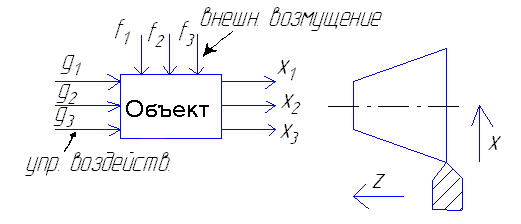 внешн. возмущение
f1 f2 f3
g1
g2
g3
Объект
x1
x2
x3
упр. воздейств.
x
z